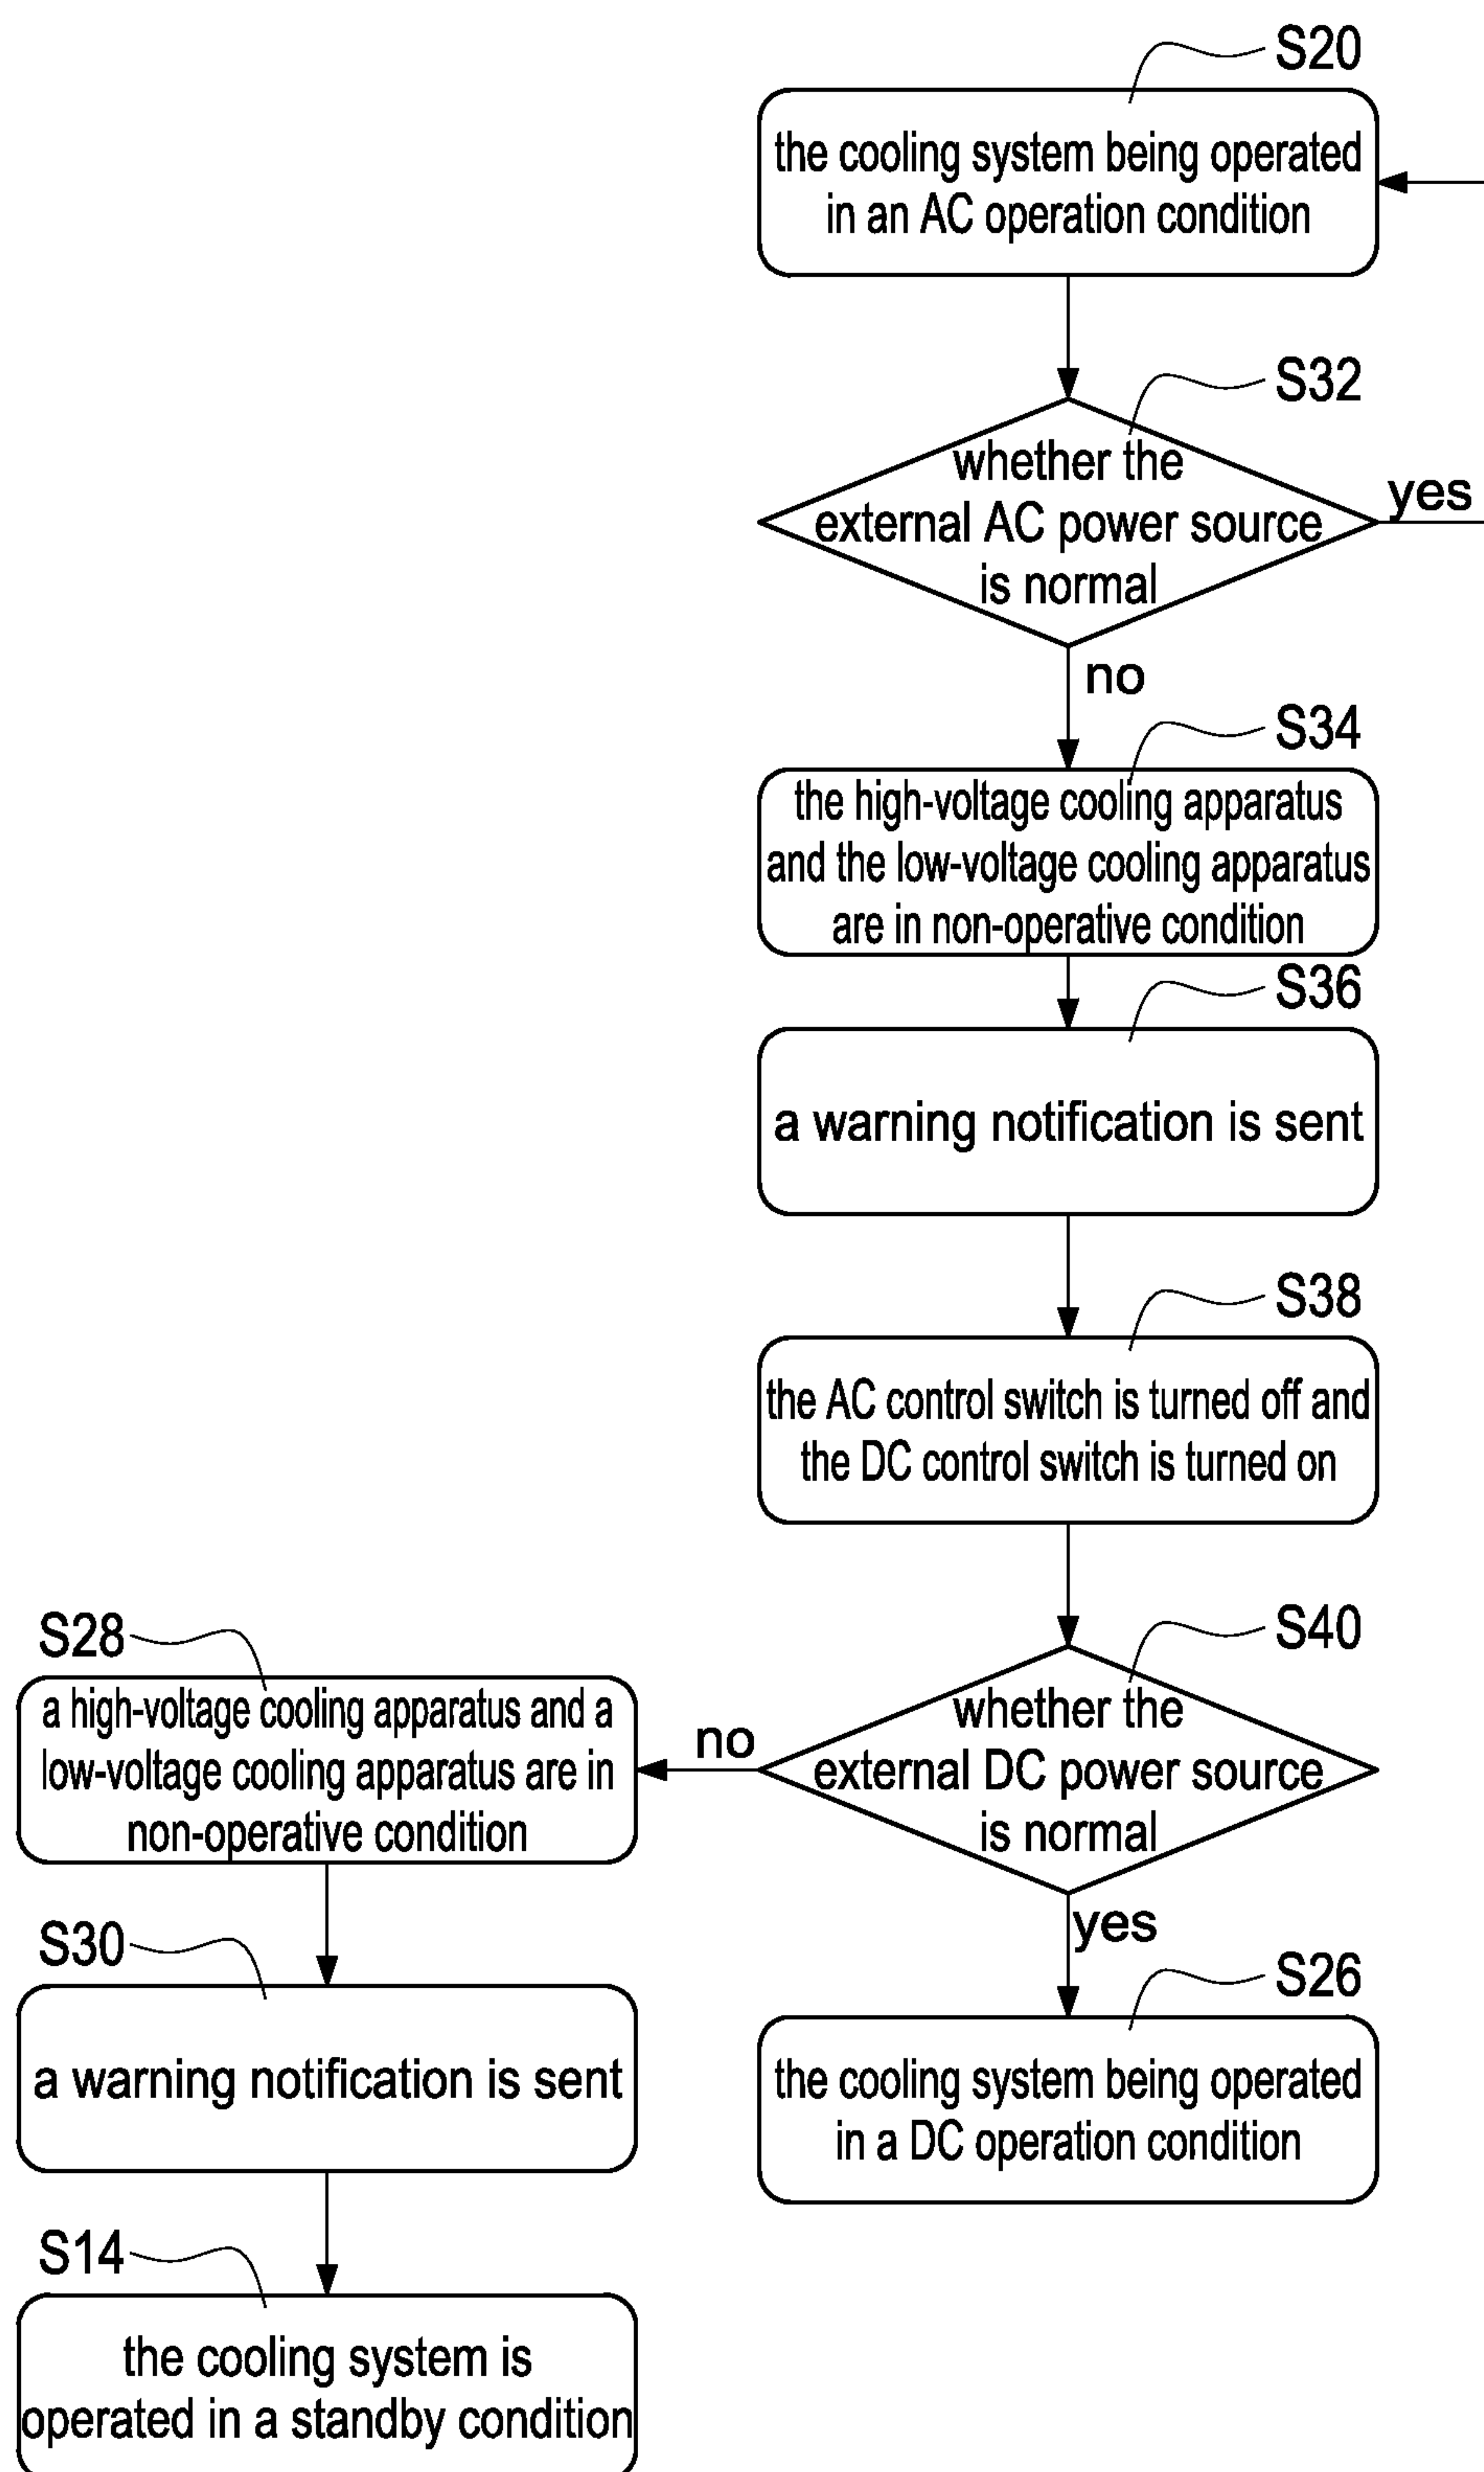 S20
the cooling system being operated
in an AC operation condition
S32
whether the
external AC power source
is normal
yes
no
S34
the high-voltage cooling apparatus
and the low-voltage cooling apparatus
are in non-operative condition
S36
a warning notification is sent
S38
the AC control switch is turned off and
the DC control switch is turned on
S40
whether the
external DC power source
is normal
no
yes
S28
a high-voltage cooling apparatus and a
low-voltage cooling apparatus are in
non-operative condition
S30
a warning notification is sent
S26
the cooling system being operated
in a DC operation condition
S14
the cooling system is
operated in a standby condition